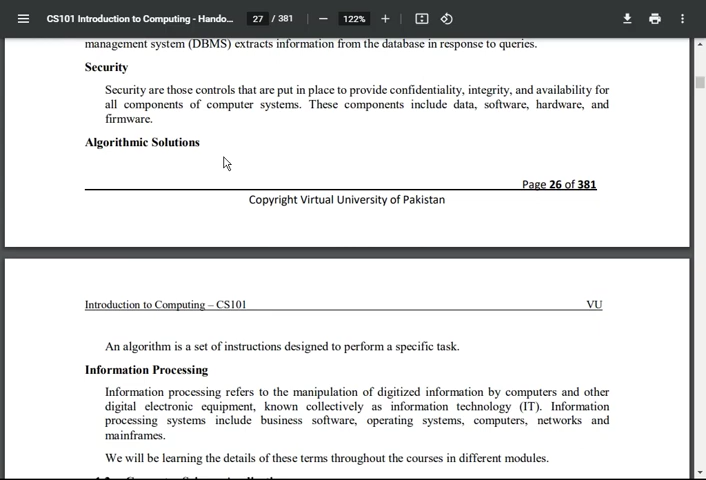 CS101 Introduction to Computing - Hando...
27 / 381
122%
management system (DBMS) extracts information from the database in response to queries.
Security
Security are those controls that are put in place to provide confidentiality, integrity, and availability for
all components of computer systems. These components include data, software, hardware, and
firmware.
Algorithmic Solutions
Page 26 of 381
Copyright Virtual University of Pakistan
Introduction to Computing – CS101
VU
An algorithm is a set of instructions designed to perform a specific task.
Information Processing
Information processing refers to the manipulation of digitized information by computers and other
digital electronic equipment, known collectively as information technology (IT). Information
processing systems include business software, operating systems, computers, networks and
mainframes.
We will be learning the details of these terms throughout the courses in different modules.